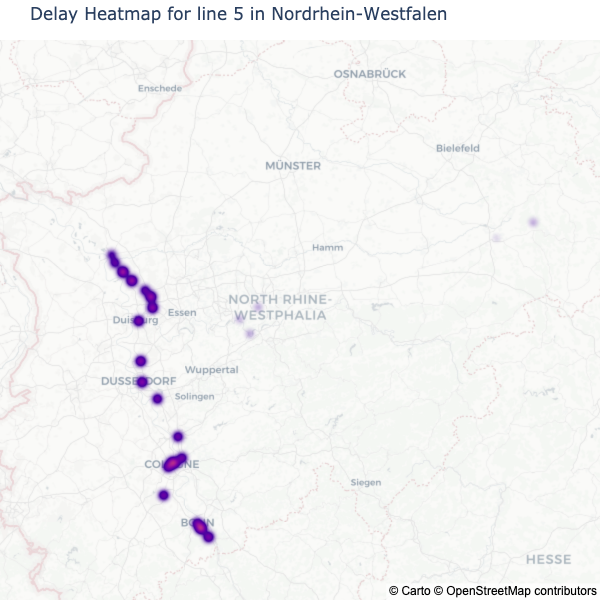 Delay Heatmap for line 5 in Nordrhein-Westfalen
OSNABRÜCK
Enschede
Bielefeld
MÜNSTER
Hamm
NORTH RHINE-
WESTPHALIA
Essen
Duisburg
Wuppertal
DUSSELDORF
Solingen
COLOGNE
Siegen
BONN
HESSE
© Carto © OpenStreetMap contributors